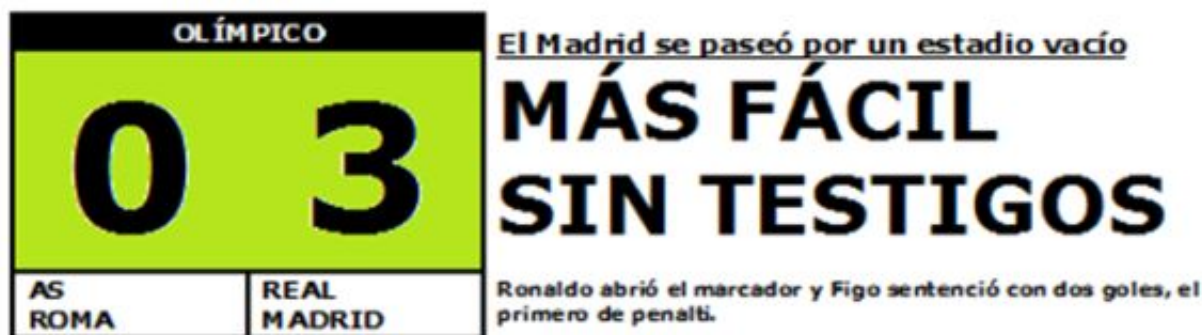 OLÍMPICO
0 3
AS REAL
ROMA MADRID
El Madrid se paseó por un estadio vacío
MÁS FÁCIL
SIN TESTIGOS
Ronaldo abrió el marcador y Figo sentenció con dos goles, el
primero de penalti.